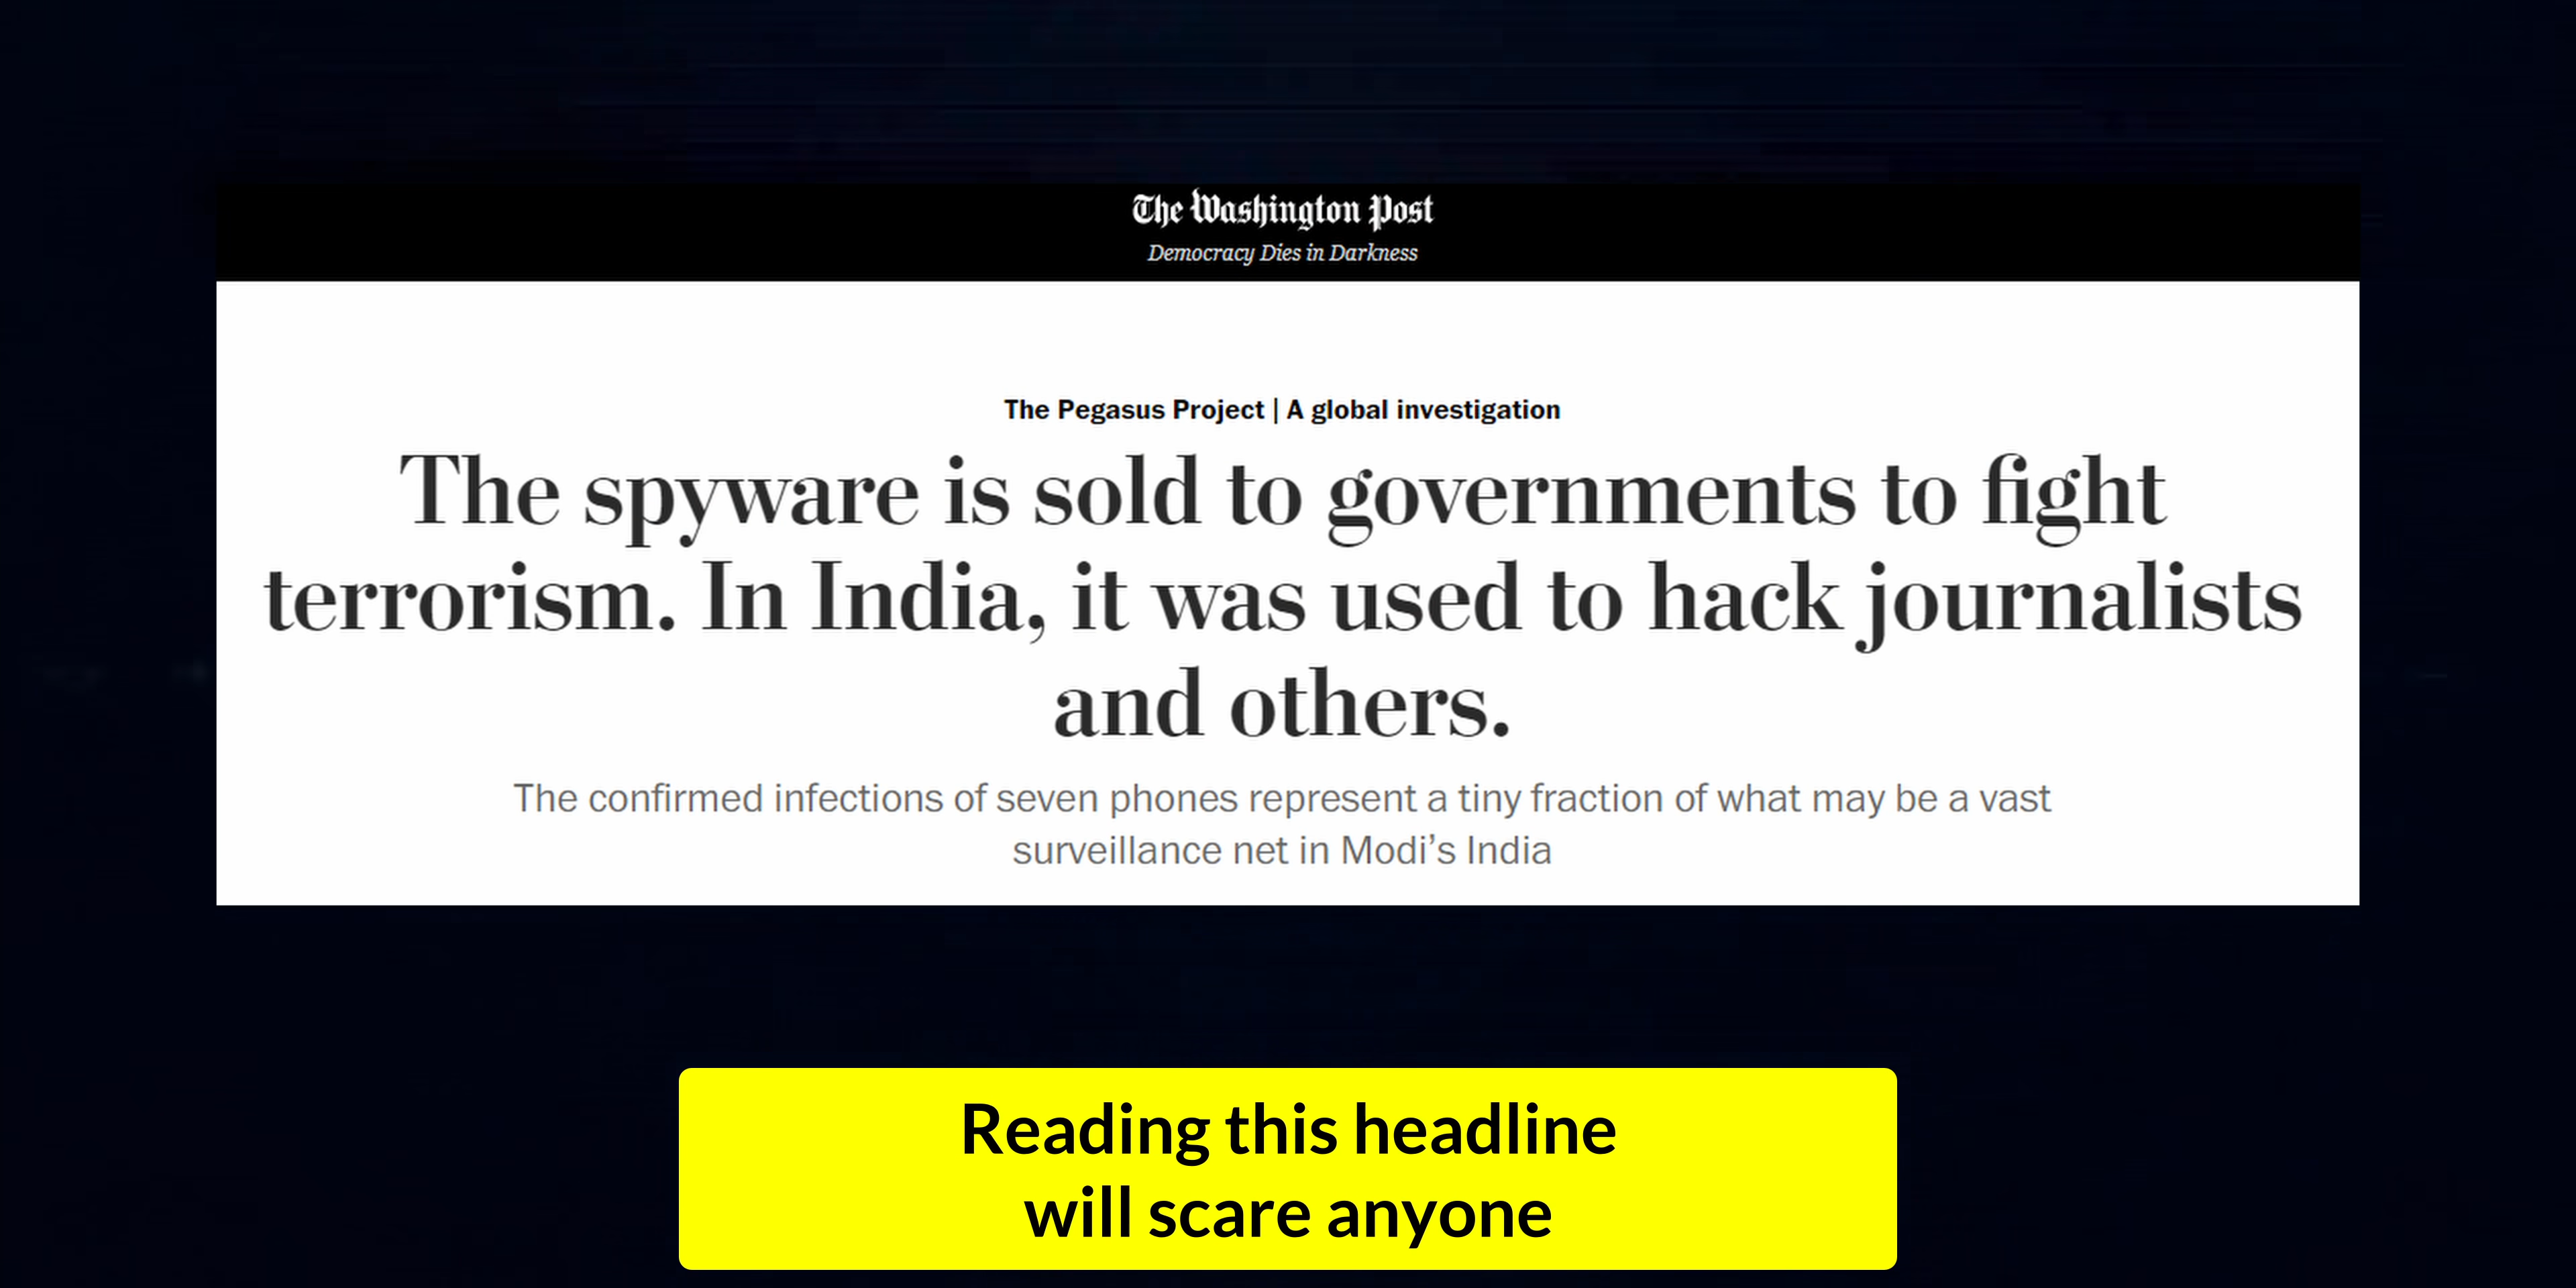 The Washington Post
Democracy Dies in Darkness
The Pegasus Project | A global investigation
The spyware is sold to governments to fight
terrorism. In India, it was used to hack journalists
and others.
The confirmed infections of seven phones represent a tiny fraction of what may be a vast
surveillance net in Modi’s India
Reading this headline
will scare anyone